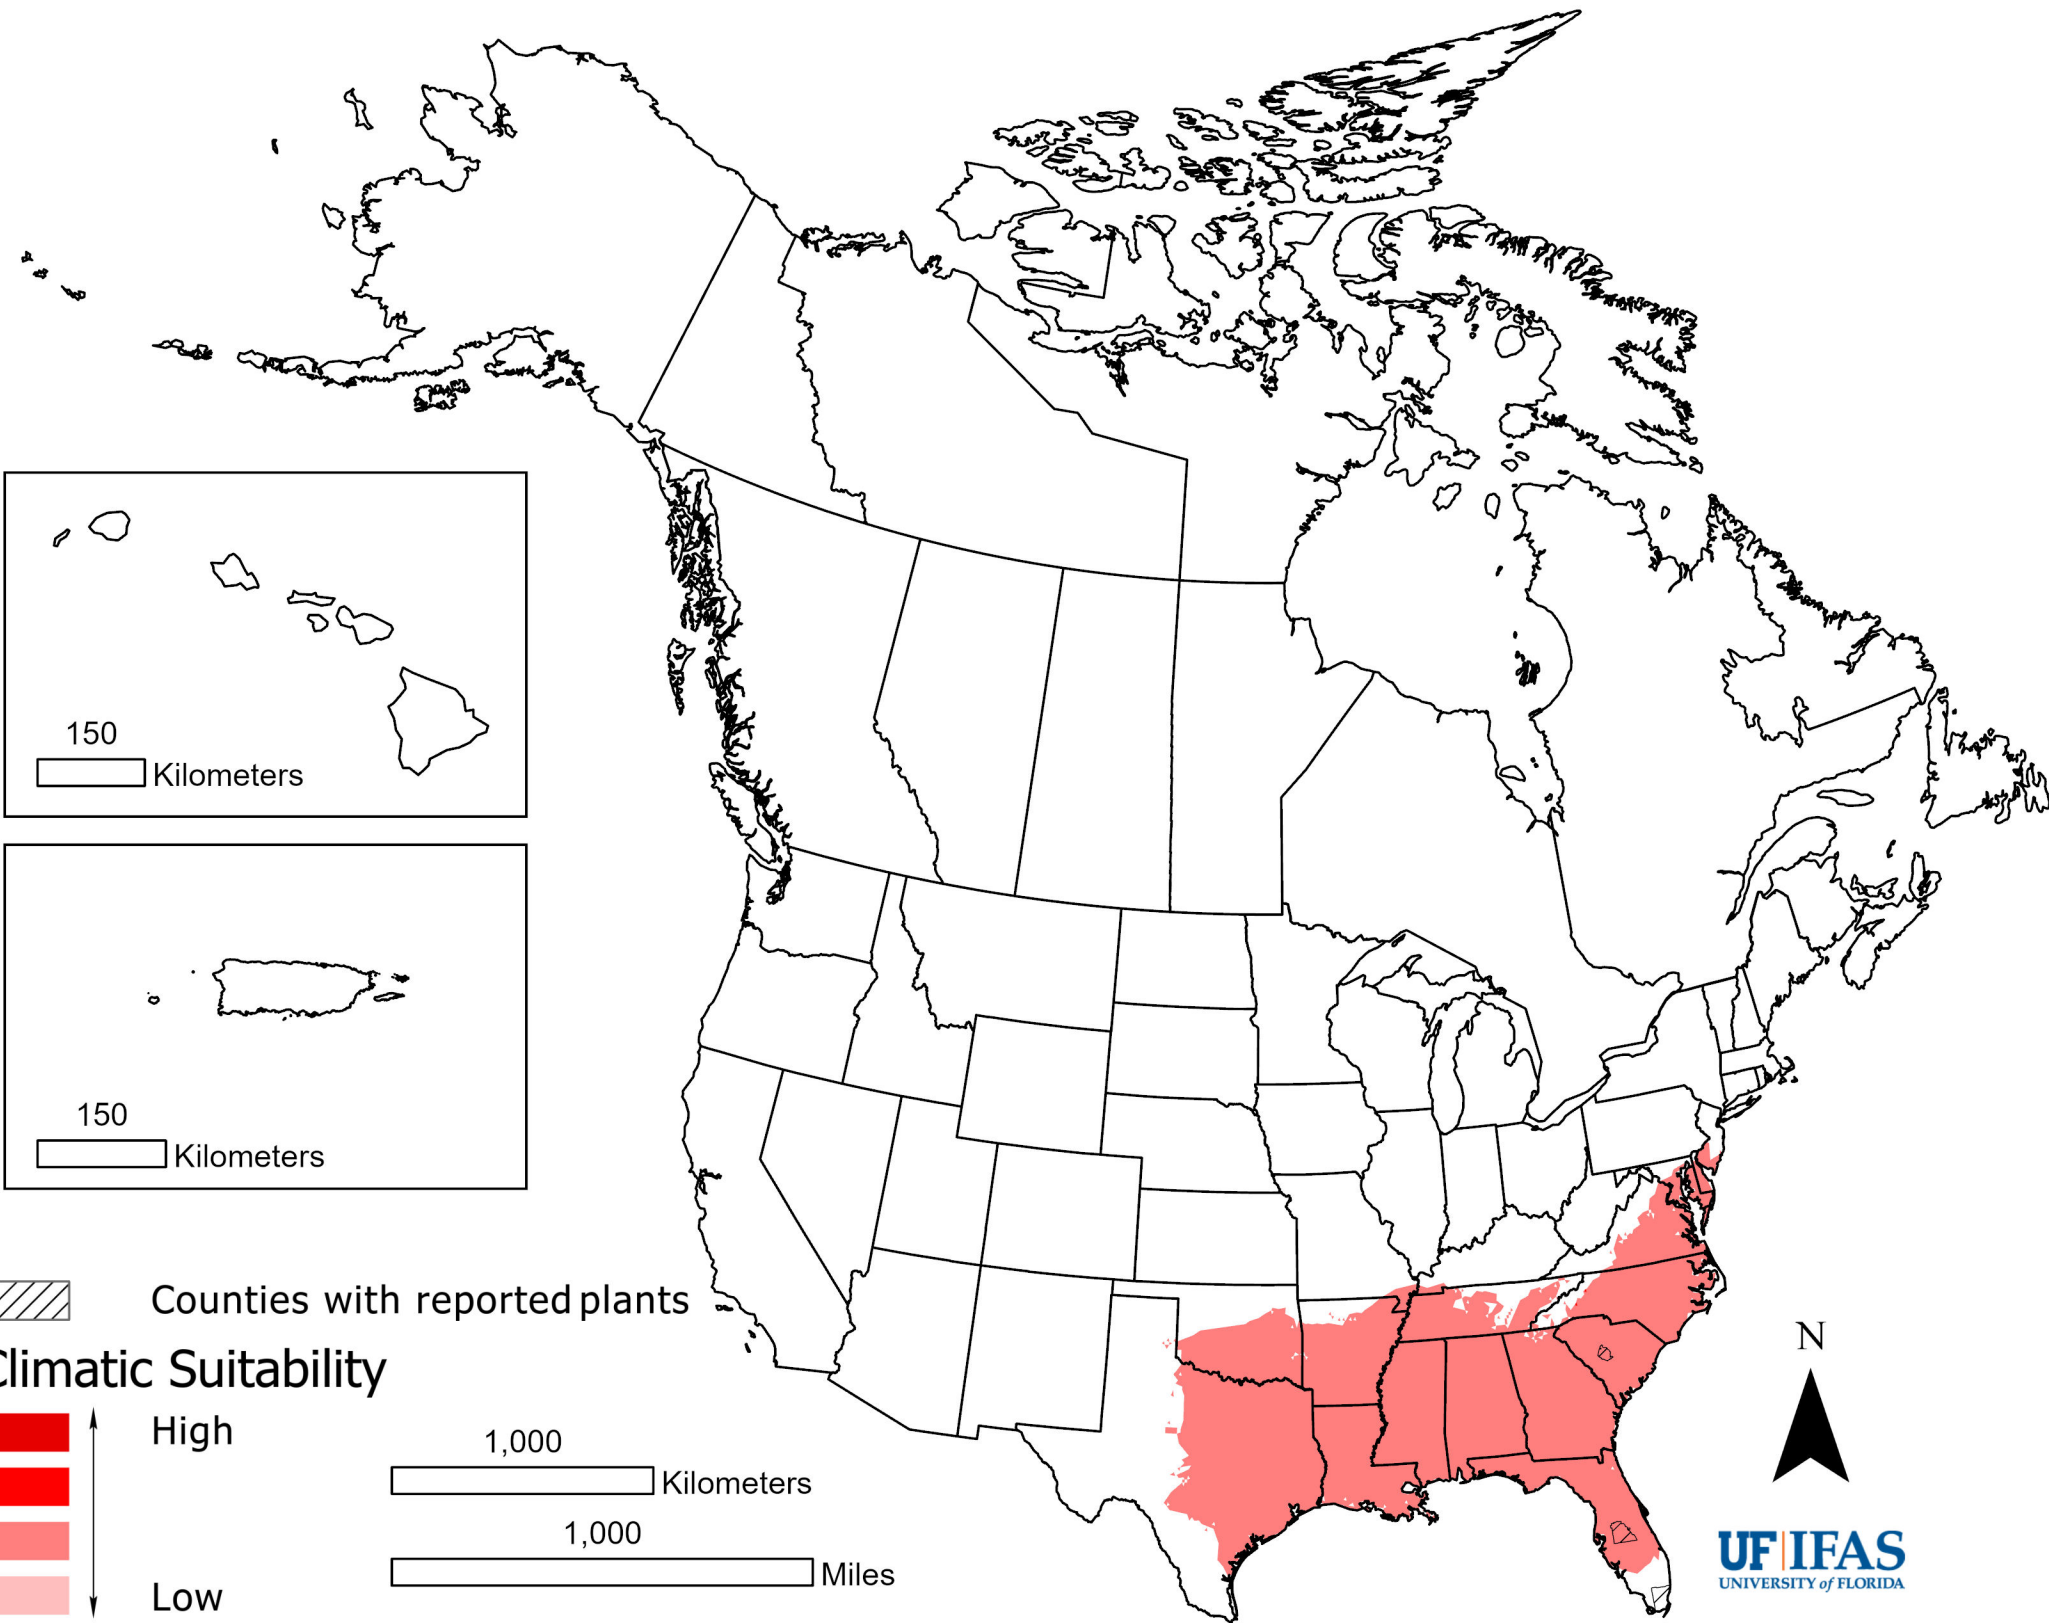 150
Kilometers
150
Kilometers
Counties with reported plants
Climatic Suitability
High
Low
1,000
Kilometers
1,000
Miles
N
UF|IFAS
UNIVERSITY of FLORIDA